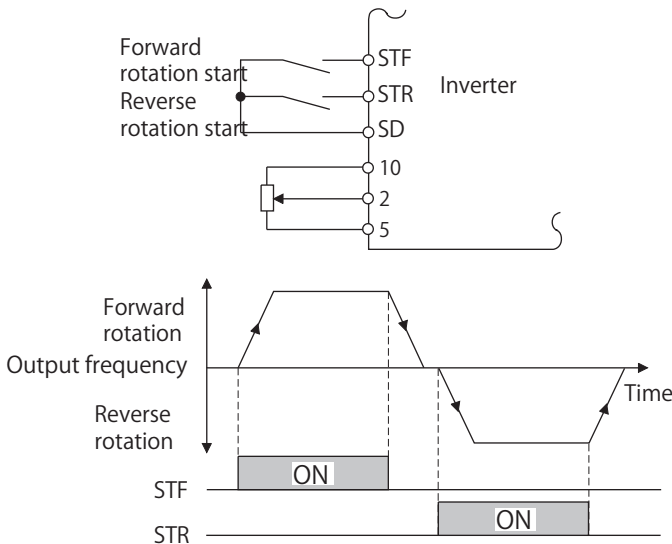 Forward
rotation start
Reverse
rotation start
STF
STR
SD
10
2
5
Inverter
Forward
rotation
Output frequency
Reverse
rotation
Time
STF
ON
STR
ON